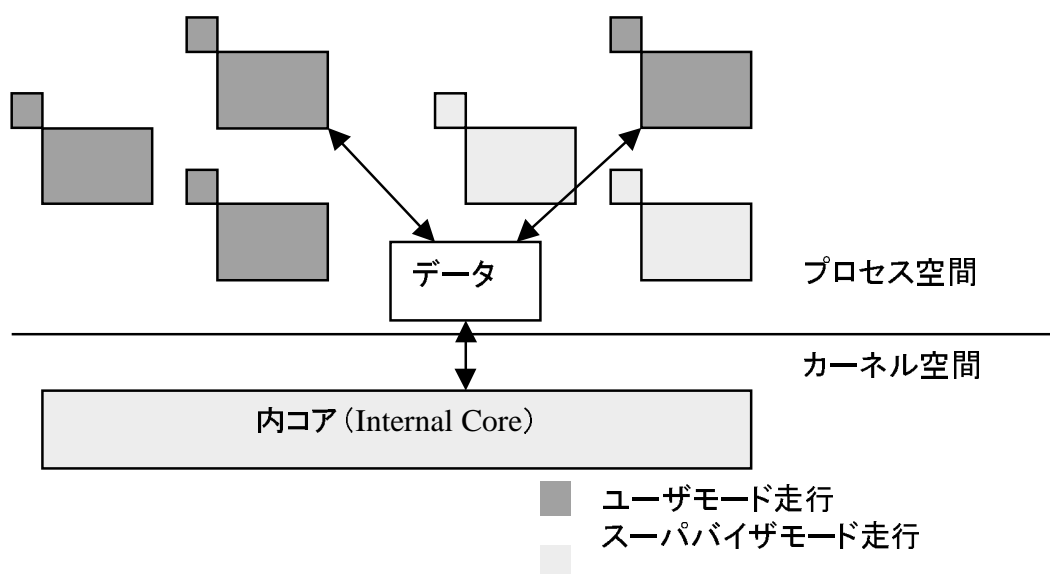 データ
プロセス空間
カーネル空間
内コア（Internal Core）
ユーザモード走行
スーパバイザモード走行